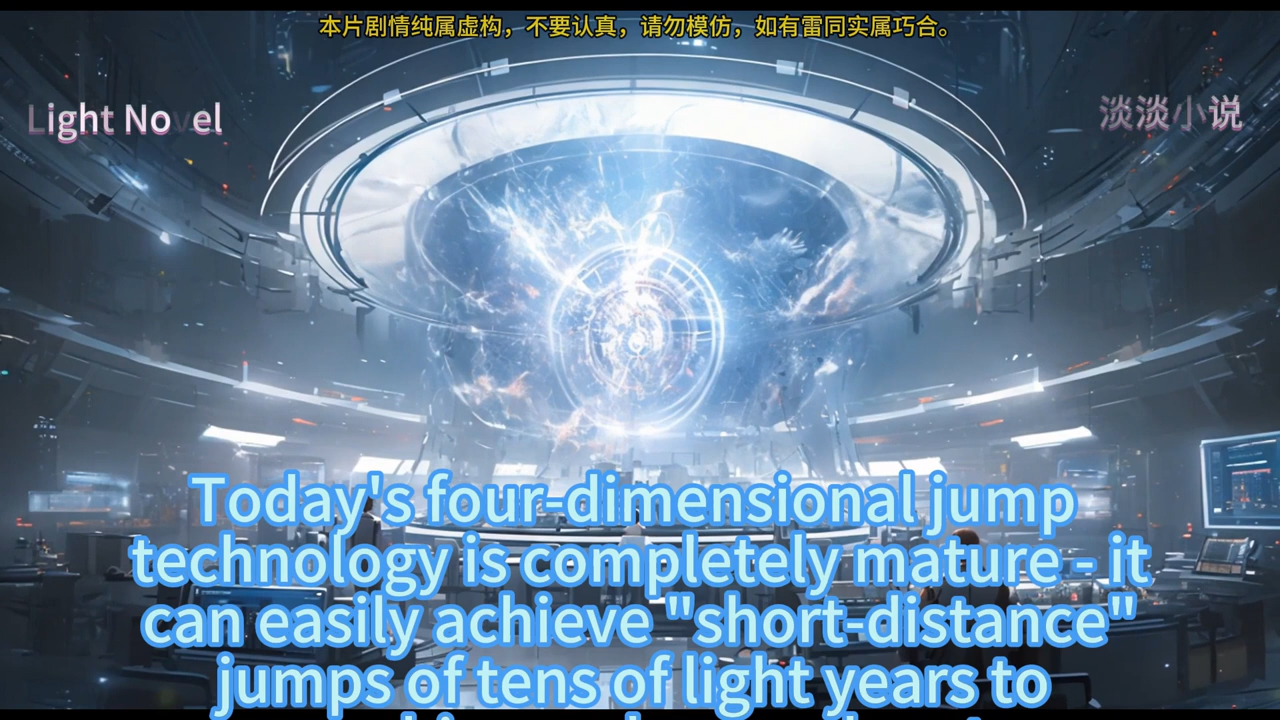 本片剧情纯属虚构，不要认真，请勿模仿，如有雷同实属巧合。
Light Novel
淡淡小说
Today's four-dimensional jump
technology is completely mature - it
can easily achieve "short-distance"
jumps of tens of light years to